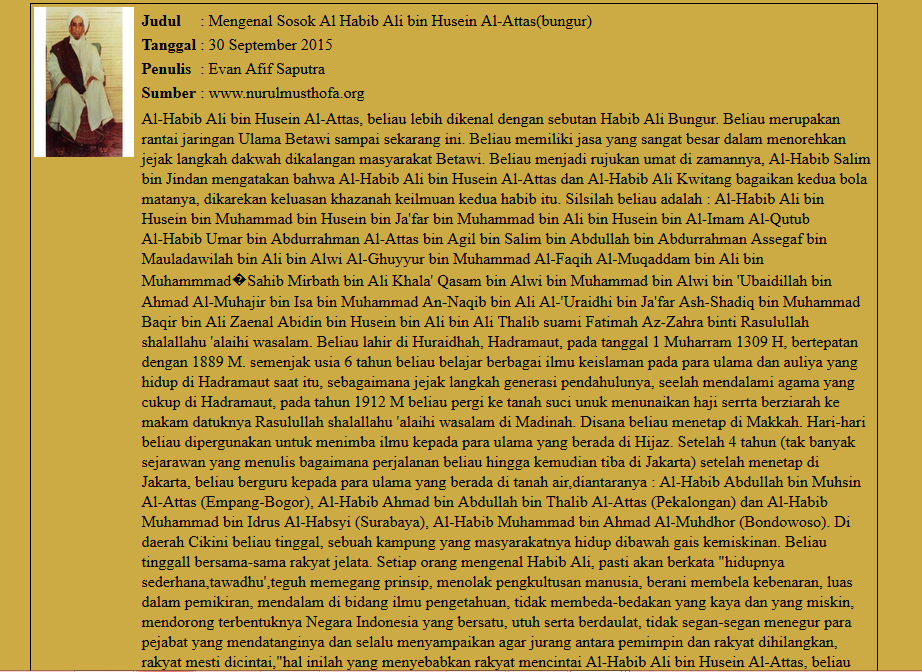 Judul : Mengenal Sosok Al Habib Ali bin Husein Al-Attas(bungur)
Tanggal : 30 September 2015
Penulis : Evan Afif Saputra
Sumber : www.nurulmusthofa.org
Al-Habib Ali bin Husein Al-Attas, beliau lebih dikenal dengan sebutan Habib Ali Bungur. Beliau merupakan
rantai jaringan Ulama Betawi sampai sekarang ini. Beliau memiliki jasa yang sangat besar dalam menorehkan
jejak langkah dakwah dikalangan masyarakat Betawi. Beliau menjadi rujukan umat di zamannya, Al-Habib Salim
bin Jindan mengatakan bahwa Al-Habib Ali bin Husein Al-Attas dan Al-Habib Ali Kwitang bagaikan kedua bola
matanya, dikarekan keluasan khazanah keilmuan kedua habib itu. Silsilah beliau adalah : Al-Habib Ali bin
Husein bin Muhammad bin Husein bin Ja'far bin Muhammad bin Ali bin Husein bin Al-Imam Al-Qutub
Al-Habib Umar bin Abdurrahman Al-Attas bin Agil bin Salim bin Abdullah bin Abdurrahman Assegaf bin
Mauladawilah bin Ali bin Alwi Al-Ghuyyur bin Muhammad Al-Faqih Al-Muqaddam bin Ali bin
Muhammmad�Sahib Mirbath bin Ali Khala' Qasam bin Alwi bin Muhammad bin Alwi bin 'Ubaidillah bin
Ahmad Al-Muhajir bin Isa bin Muhammad An-Naqib bin Ali Al-'Uraidhi bin Ja'far Ash-Shadiq bin Muhammad
Baqir bin Ali Zaenal Abidin bin Husein bin Ali bin Ali Thalib suami Fatimah Az-Zahra binti Rasulullah
shalallahu 'alaihi wasalam. Beliau lahir di Huraidhah, Hadramaut, pada tanggal 1 Muharram 1309 H, bertepatan
dengan 1889 M. semenjak usia 6 tahun beliau belajar berbagai ilmu keislaman pada para ulama dan auliya yang
hidup di Hadramaut saat itu, sebagaimana jejak langkah generasi pendahulunya, seelah mendalami agama yang
cukup di Hadramaut, pada tahun 1912 M beliau pergi ke tanah suci unuk menunaikan haji serrta berziarah ke
makam datuknya Rasulullah shalallahu 'alaihi wasalam di Madinah. Disana beliau menetap di Makkah. Hari-hari
beliau dipergunakan untuk menimba ilmu kepada para ulama yang berada di Hijaz. Setelah 4 tahun (tak banyak
sejarawan yang menulis bagaimana perjalanan beliau hingga kemudian tiba di Jakarta) setelah menetap di
Jakarta, beliau berguru kepada para ulama yang berada di tanah air,diantaranya : Al-Habib Abdullah bin Muhsin
Al-Attas (Empang-Bogor), Al-Habib Ahmad bin Abdullah bin Thalib Al-Attas (Pekalongan) dan Al-Habib
Muhammad bin Idrus Al-Habsyi (Surabaya), Al-Habib Muhammad bin Ahmad Al-Muhdhor (Bondowoso). Di
daerah Cikini beliau tinggal, sebuah kampung yang masyarakatnya hidup dibawah gais kemiskinan. Beliau
tinggall bersama-sama rakyat jelata. Setiap orang mengenal Habib Ali, pasti akan berkata "hidupnya
sederhana,tawadhu',teguh memegang prinsip, menolak pengkultusan manusia, berani membela kebenaran, luas
dalam pemikiran, mendalam di bidang ilmu pengetahuan, tidak membeda-bedakan yang kaya dan yang miskin,
mendorong terbentuknya Negara Indonesia yang bersatu, utuh serta berdaulat, tidak segan-segan menegur para
pejabat yang mendatanginya dan selalu menyampaikan agar jurang antara pemimpin dan rakyat dihilangkan,
rakyat mesti dicintai,"hal inilah yang menyebabkan rakyat mencintai Al-Habib Ali bin Husein Al-Attas, beliau